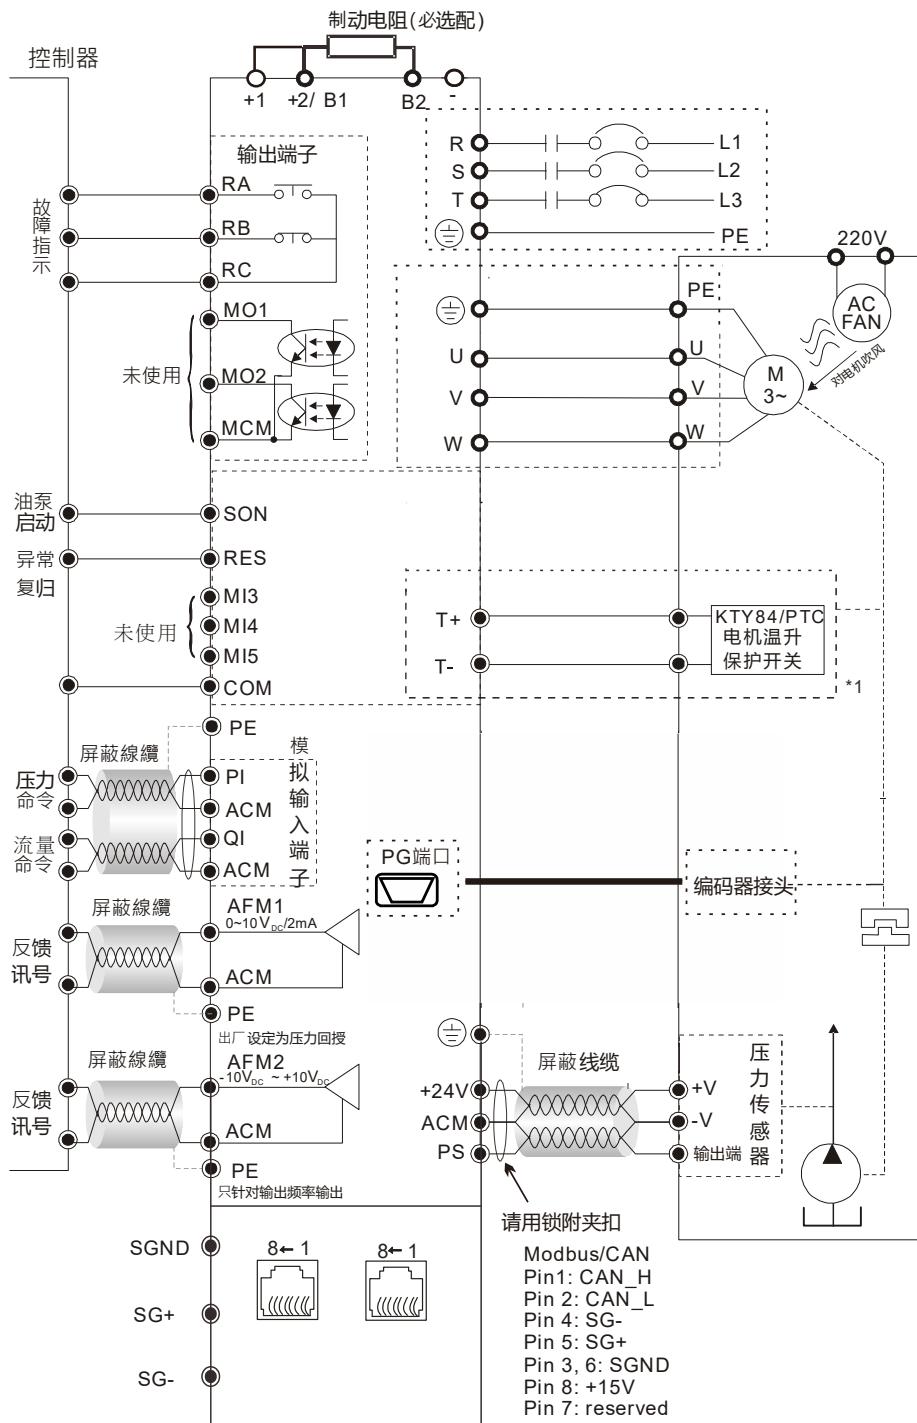 制动电阻(必选配)
控制器
+1
+2/ B1
B2
-
输出端子
RA
RB
RC
故障指示
MO1
MO2
MCM
未使用
R
S
T
L1
L2
L3
PE
220V
AC
FAN
对电机吹风
PE
U
V
W
U
V
W
M
3~
油泵
启动
SON
异常
复归
RES
MI3
MI4
MI5
未使用
COM
T+
T-
KTY84/PTC
电机温升
保护开关
*1
PE
屏蔽線纜
压力
命令
流量
命令
PI
ACM
QI
ACM
模拟输入端子
PG端口
编码器接头
屏蔽線纜
反馈
讯号
AFM1
0~10VDC/2mA
ACM
PE
出厂设定为压力回授
屏蔽線纜
反馈
讯号
AFM2
-10VDC ~ +10VDC
ACM
PE
只针对输出频率输出
屏蔽线缆
+24V
ACM
PS
+V
-V
输出端
压力传感器
请用锁附夹扣
SGND
SG+
SG-
8←1
8←1
Modbus/CAN
Pin1: CAN_H
Pin 2: CAN_L
Pin 4: SG-
Pin 5: SG+
Pin 3, 6: SGND
Pin 8: +15V
Pin 7: reserved